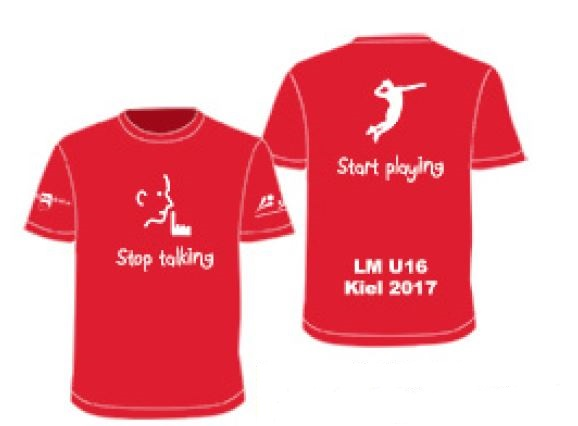 Stop talking
Start playing
LM U16
Kiel 2017